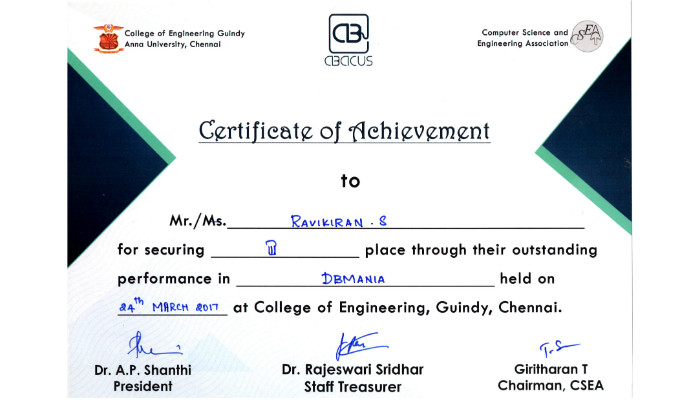 College of Engineering Guindy
Anna University, Chennai
ABACUS
Computer Science and
Engineering Association
CSEA
Certificate of Achievement
to
Mr./Ms. RAVIKIRAN . S
for securing II place through their outstanding
performance in DBMANIA held on
24th MARCH 2017 at College of Engineering, Guindy, Chennai.
Dr. A.P. Shanthi
President
Dr. Rajeswari Sridhar
Staff Treasurer
T. S
Giritharan T
Chairman, CSEA